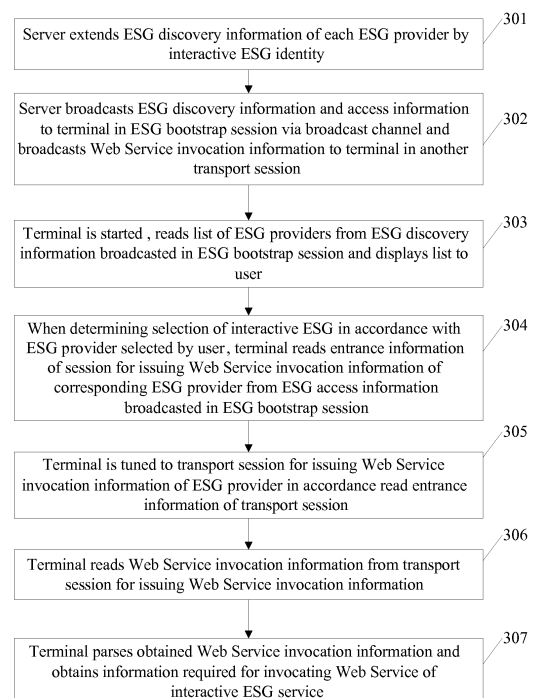 301
Server extends ESG discovery information of each ESG provider by
interactive ESG identity
302
Server broadcasts ESG discovery information and access information
to terminal in ESG bootstrap session via broadcast channel and
broadcasts Web Service invocation information to terminal in another
transport session
303
Terminal is started , reads list of ESG providers from ESG discovery
information broadcasted in ESG bootstrap session and displays list to
user
304
When determining selection of interactive ESG in accordance with
ESG provider selected by user , terminal reads entrance information
of session for issuing Web Service invocation information of
corresponding ESG provider from ESG access information
broadcasted in ESG bootstrap session
305
Terminal is tuned to transport session for issuing Web Service
invocation information of ESG provider in accordance read entrance
information of transport session
306
Terminal reads Web Service invocation information from transport
session for issuing Web Service invocation information
307
Terminal parses obtained Web Service invocation information and
obtains information required for invocating Web Service of
interactive ESG service